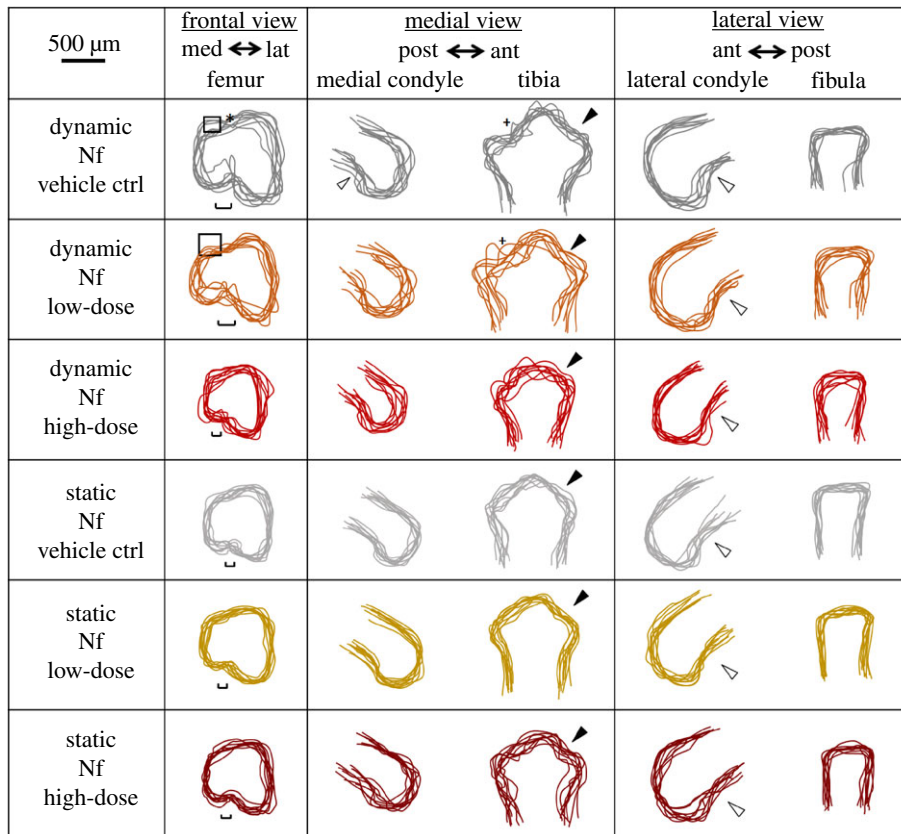 500 µm
frontal view
med ↔ lat
femur
medial view
post ↔ ant
medial condyle tibia
lateral view
ant ↔ post
lateral condyle fibula
dynamic
Nf
vehicle ctrl
*
+
dynamic
Nf
low-dose
+
dynamic
Nf
high-dose
static
Nf
vehicle ctrl
static
Nf
low-dose
static
Nf
high-dose